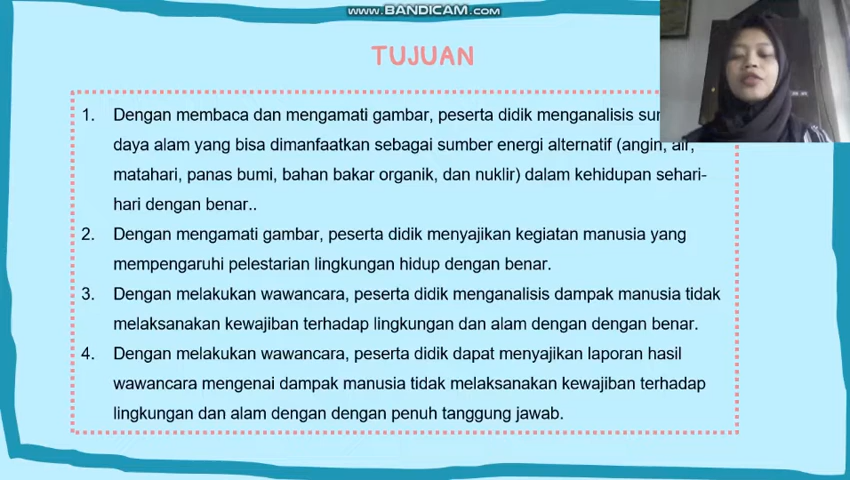 www.BANDICAM.com
TUJUAN
1. Dengan membaca dan mengamati gambar, peserta didik menganalisis
daya alam yang bisa dimanfaatkan sebagai sumber energi alternatif (angin, air,
matahari, panas bumi, bahan bakar organik, dan nuklir) dalam kehidupan sehari-
hari dengan benar..
2. Dengan mengamati gambar, peserta didik menyajikan kegiatan manusia yang
mempengaruhi pelestarian lingkungan hidup dengan benar.
3. Dengan melakukan wawancara, peserta didik menganalisis dampak manusia tidak
melaksanakan kewajiban terhadap lingkungan dan alam dengan dengan benar.
4. Dengan melakukan wawancara, peserta didik dapat menyajikan laporan hasil
wawancara mengenai dampak manusia tidak melaksanakan kewajiban terhadap
lingkungan dan alam dengan dengan penuh tanggung jawab.